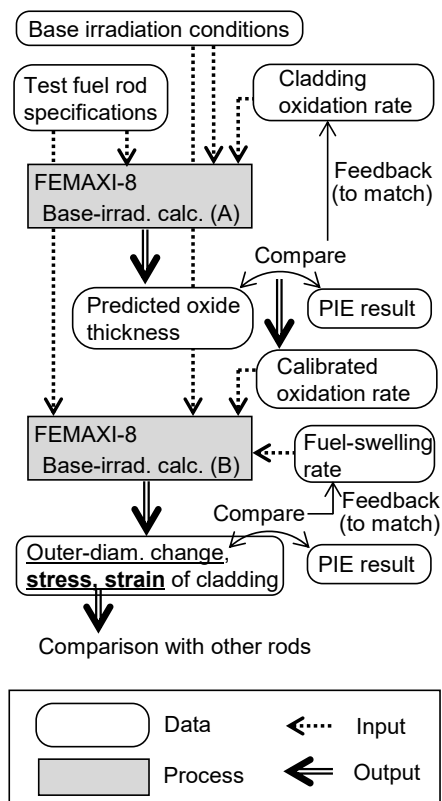 Base irradiation conditions
Test fuel rod
specifications
Cladding
oxidation rate
FEMAXI-8
Base-irrad. calc. (A)
Feedback
(to match)
Compare
Predicted oxide
thickness
PIE result
Calibrated
oxidation rate
FEMAXI-8
Base-irrad. calc. (B)
Fuel-swelling
rate
Compare
Feedback
(to match)
Outer-diam. change,
stress, strain of cladding
PIE result
Comparison with other rods
Data
Input
Process
Output